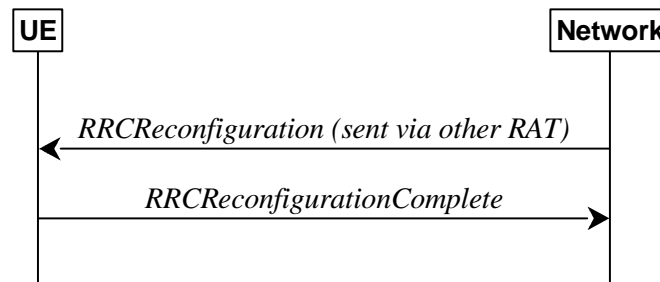 UE
Network
RRCReconfiguration (sent via other RAT)
RRCReconfigurationComplete